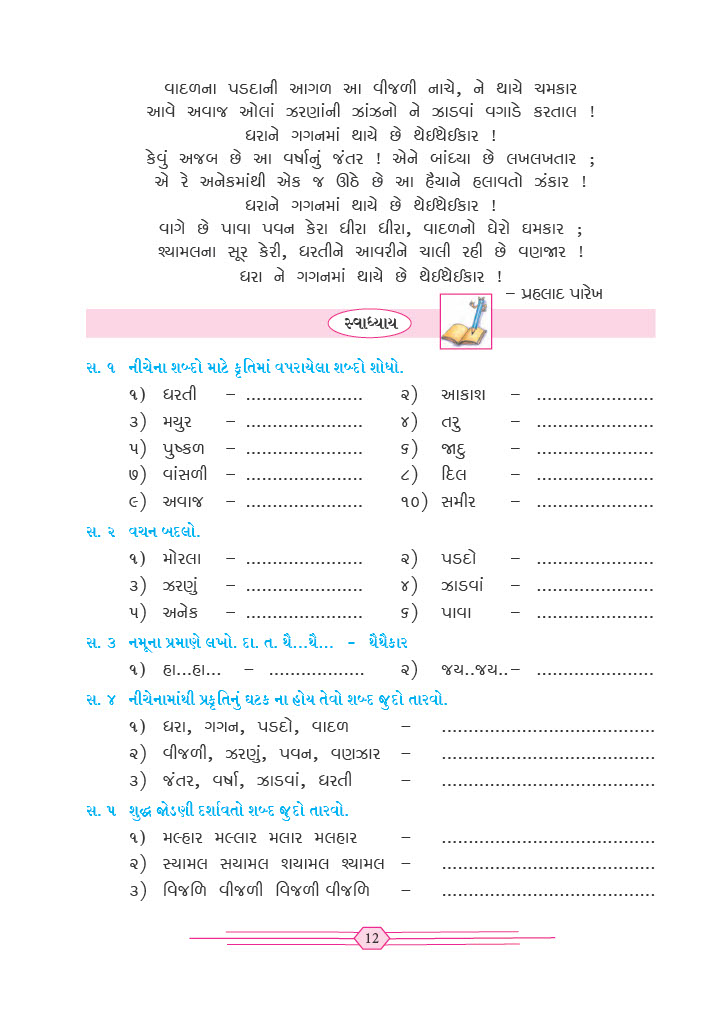 વાદળના પડદાની આગળ આ વીજળી નાચે, ને થાયે ચમકાર
આવે અવાજ ઓલાં ઝરણાંની ઝાંઝનો ને ઝાડવાં વગાડે કરતાલ !
ધરાને ગગનમાં થાયે છે થેઈથેઈકાર !
કેવું અજબ છે આ વર્ષાનું જંતર ! એને બાંધ્યા છે લખલખતાર ;
એ રે અનેકમાંથી એક જ ઊઠે છે આ હૈયાને હલાવતો ઝંકાર !
ધરાને ગગનમાં થાયે છે થેઈથેઈકાર !
વાગે છે પાવા પવન કેરા ધીરા ધીરા, વાદળનો ઘેરો ઘમકાર ;
શ્યામલના સૂર કેરી, ધરતીને આવરીને ચાલી રહી છે વણજાર !
ધરા ને ગગનમાં થાયે છે થેઈથેઈકાર !
– પ્રહલાદ પારેખ
સ્વાધ્યાય
સ. ૧ નીચેના શબ્દો માટે કૃતિમાં વપરાયેલા શબ્દો શોધો.
૧) ધરતી – ...................... ૨) આકાશ – ......................
૩) મયુર – ...................... ૪) તરુ – ......................
૫) પુષ્કળ – ...................... ૬) જાદુ – ......................
૭) વાંસળી – ...................... ૮) દિલ – ......................
૯) અવાજ – ...................... ૧૦) સમીર – ......................
સ. ૨ વચન બદલો.
૧) મોરલા – ...................... ૨) પડદો – ......................
૩) ઝરણું – ...................... ૪) ઝાડવાં – ......................
૫) અનેક – ...................... ૬) પાવા – ......................
સ. ૩ નમૂના પ્રમાણે લખો. દા. ત. થૈ...થૈ... - થૈથૈકાર
૧) હા...હા... – .................. ૨) જય..જય.. – ......................
સ. ૪ નીચેનામાંથી પ્રકૃતિનું ઘટક ના હોય તેવો શબ્દ જુદો તારવો.
૧) ધરા, ગગન, પડદો, વાદળ – ........................................
૨) વીજળી, ઝરણું, પવન, વણઝાર – ........................................
૩) જંતર, વર્ષા, ઝાડવાં, ધરતી – ........................................
સ. ૫ શુદ્ધ જોડણી દર્શાવતો શબ્દ જુદો તારવો.
૧) મલ્હાર મલ્લાર મલાર મલહાર – ........................................
૨) સ્યામલ સયામલ શયામલ શ્યામલ – ........................................
૩) વિજળિ વીજળી વિજળી વીજળિ – ........................................
12